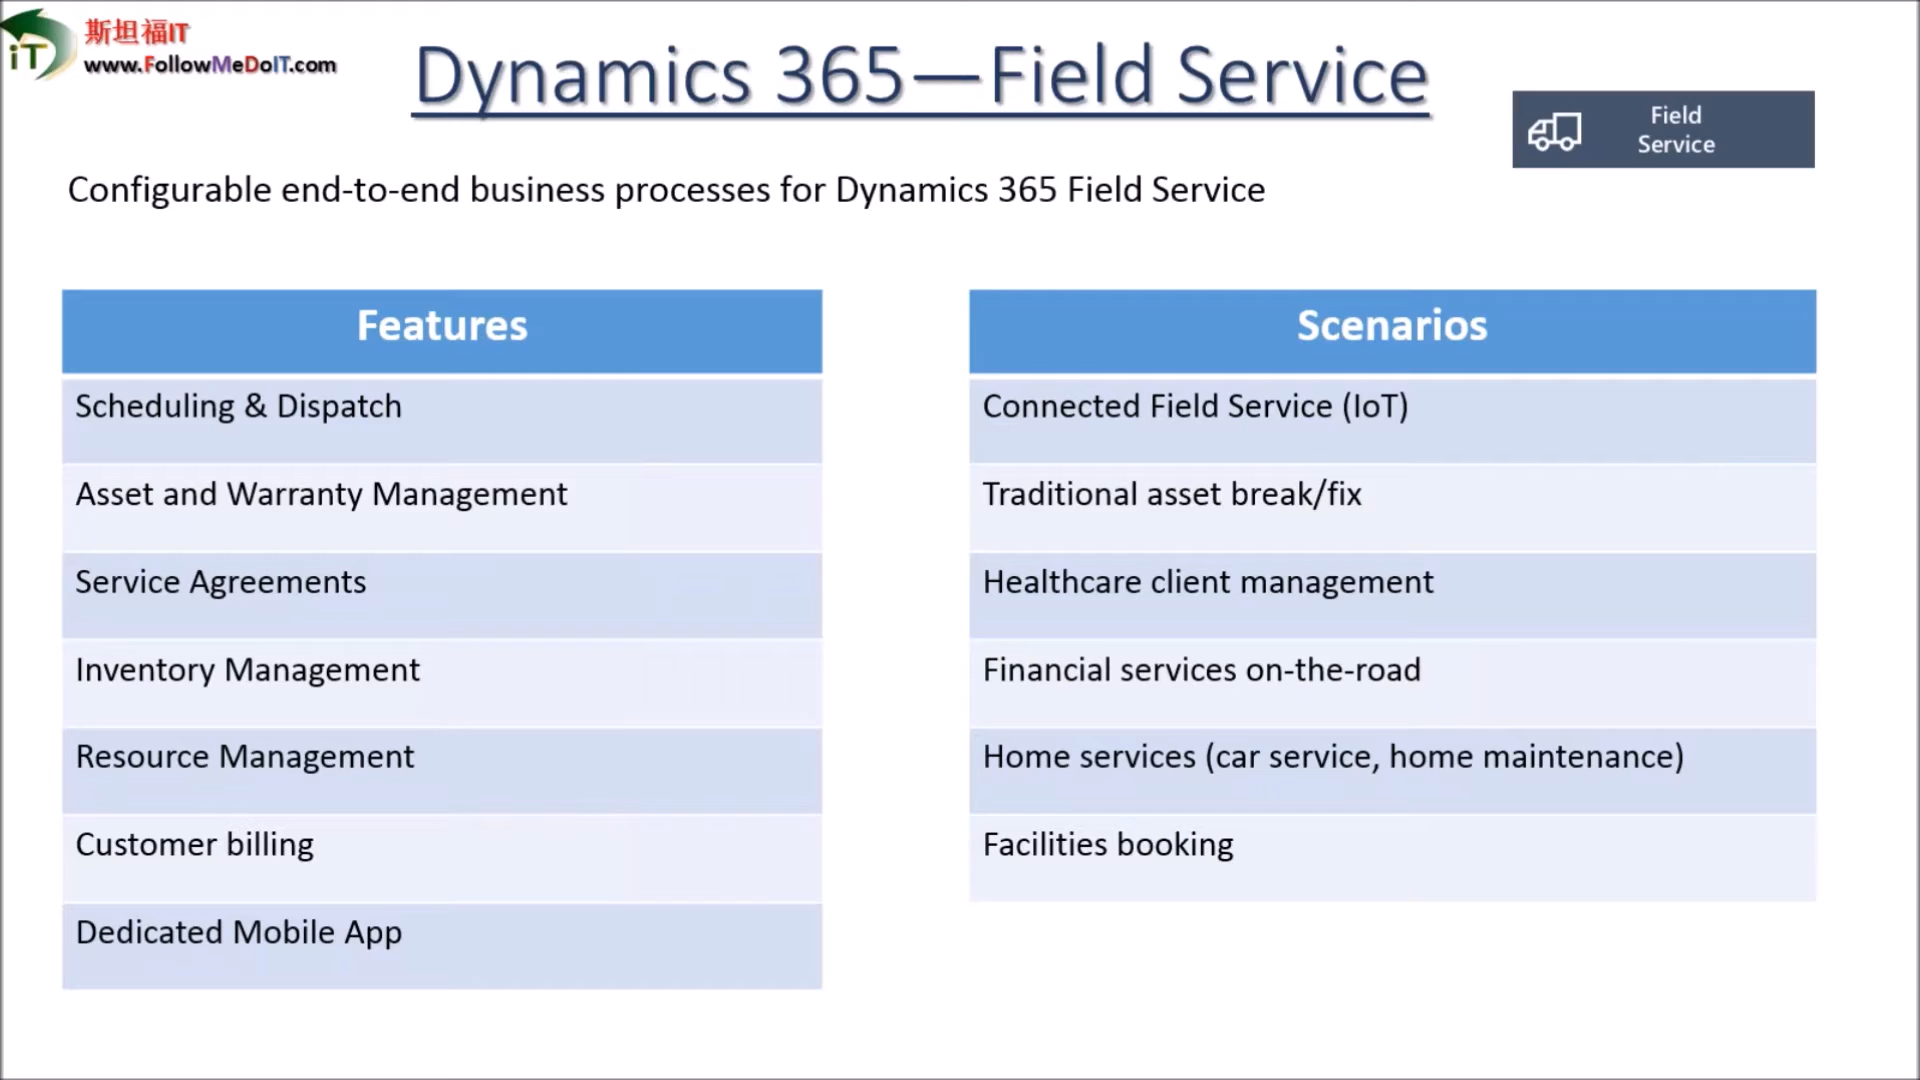 iT
斯坦福IT
www.FollowMeDoIT.com
Dynamics 365—Field Service
Field
Service
Configurable end-to-end business processes for Dynamics 365 Field Service
Features
Scheduling & Dispatch
Asset and Warranty Management
Service Agreements
Inventory Management
Resource Management
Customer billing
Dedicated Mobile App
Scenarios
Connected Field Service (IoT)
Traditional asset break/fix
Healthcare client management
Financial services on-the-road
Home services (car service, home maintenance)
Facilities booking